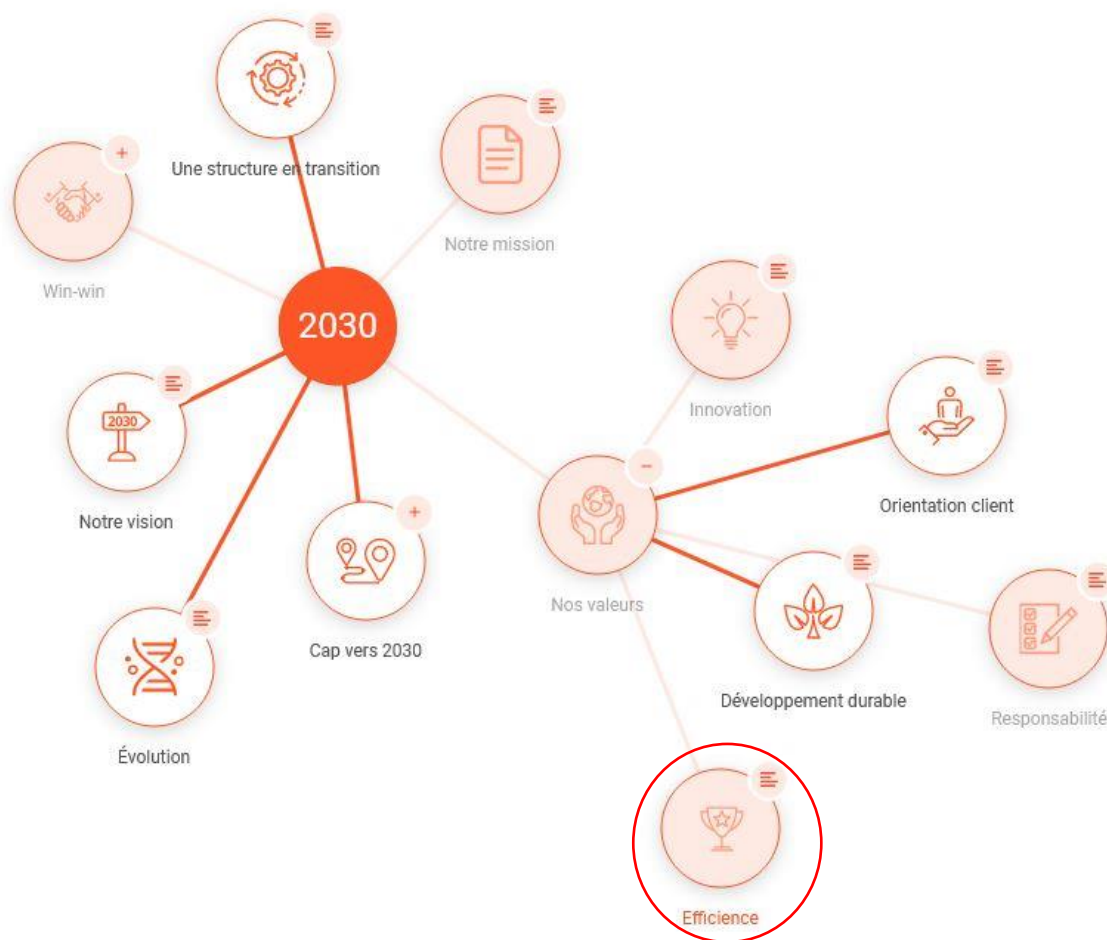 Une structure en transition
Notre mission
Win-win
2030
Innovation
2030
Notre vision
Orientation client
Nos valeurs
Cap vers 2030
Développement durable
Responsabilité
Évolution
Efficience